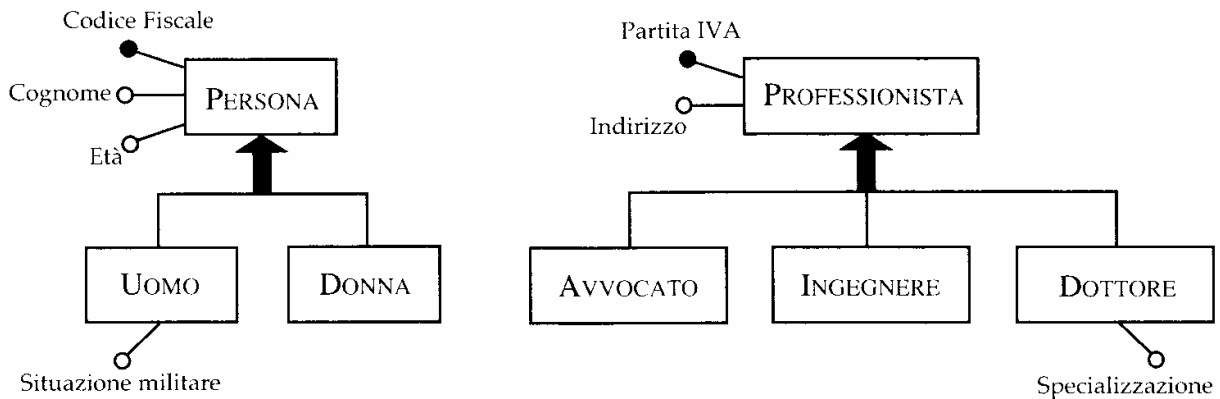 Codice Fiscale
Cognome
Età
PERSONA
UOMO
DONNA
Situazione militare
Partita IVA
Indirizzo
PROFESSIONISTA
AVVOCATO
INGEGNERE
DOTTORE
Specializzazione